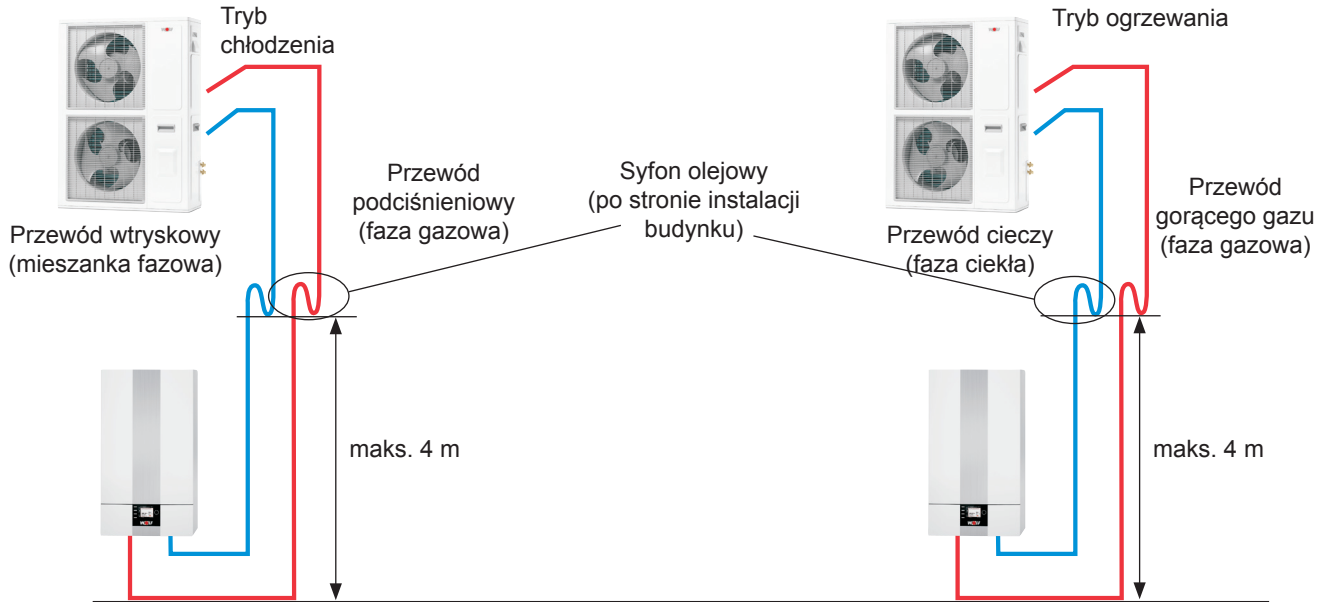 Tryb
chłodzenia
Tryb ogrzewania
Przewód
podciśnieniowy
(faza gazowa)
Syfon olejowy
(po stronie instalacji
budynku)
Przewód
gorącego gazu
(faza gazowa)
Przewód wtryskowy
(mieszanka fazowa)
Przewód cieczy
(faza ciekła)
maks. 4 m
maks. 4 m